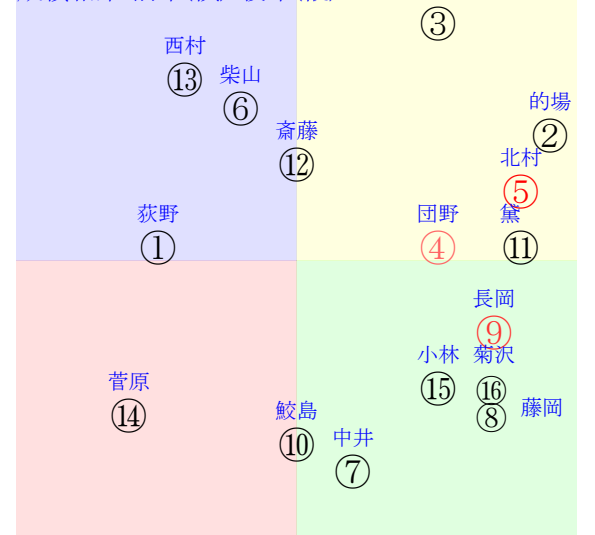 ③
西村
⑬
柴山
⑥
的場
②
斎藤
⑫
北村
⑤
荻野
①
団野
④
黛
⑪
長岡
⑨
小林
⑮
菊沢
⑯
菅原
⑭
鮫島
⑩
藤岡
⑧
中井
⑦